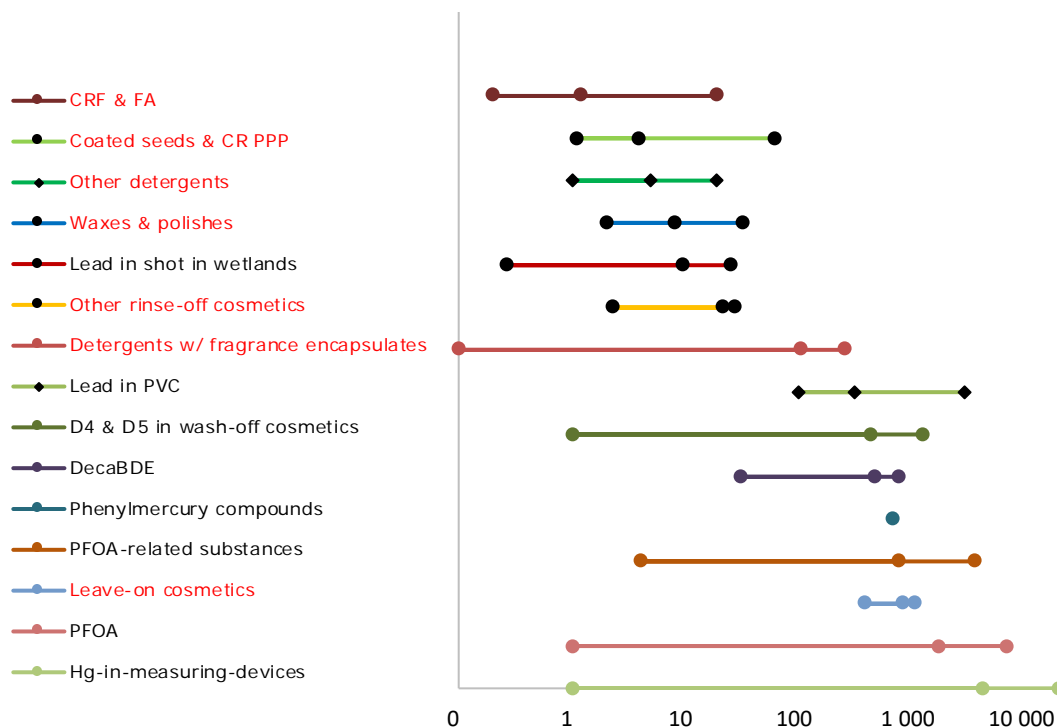 CRF & FA
Coated seeds & CR PPP
Other detergents
Waxes & polishes
Lead in shot in wetlands
Other rinse-off cosmetics
Detergents w/ fragrance encapsulates
Lead in PVC
D4 & D5 in wash-off cosmetics
DecaBDE
Phenylmercury compounds
PFOA-related substances
Leave-on cosmetics
PFOA
Hg-in-measuring-devices
0 1 10 100 1 000 10 000